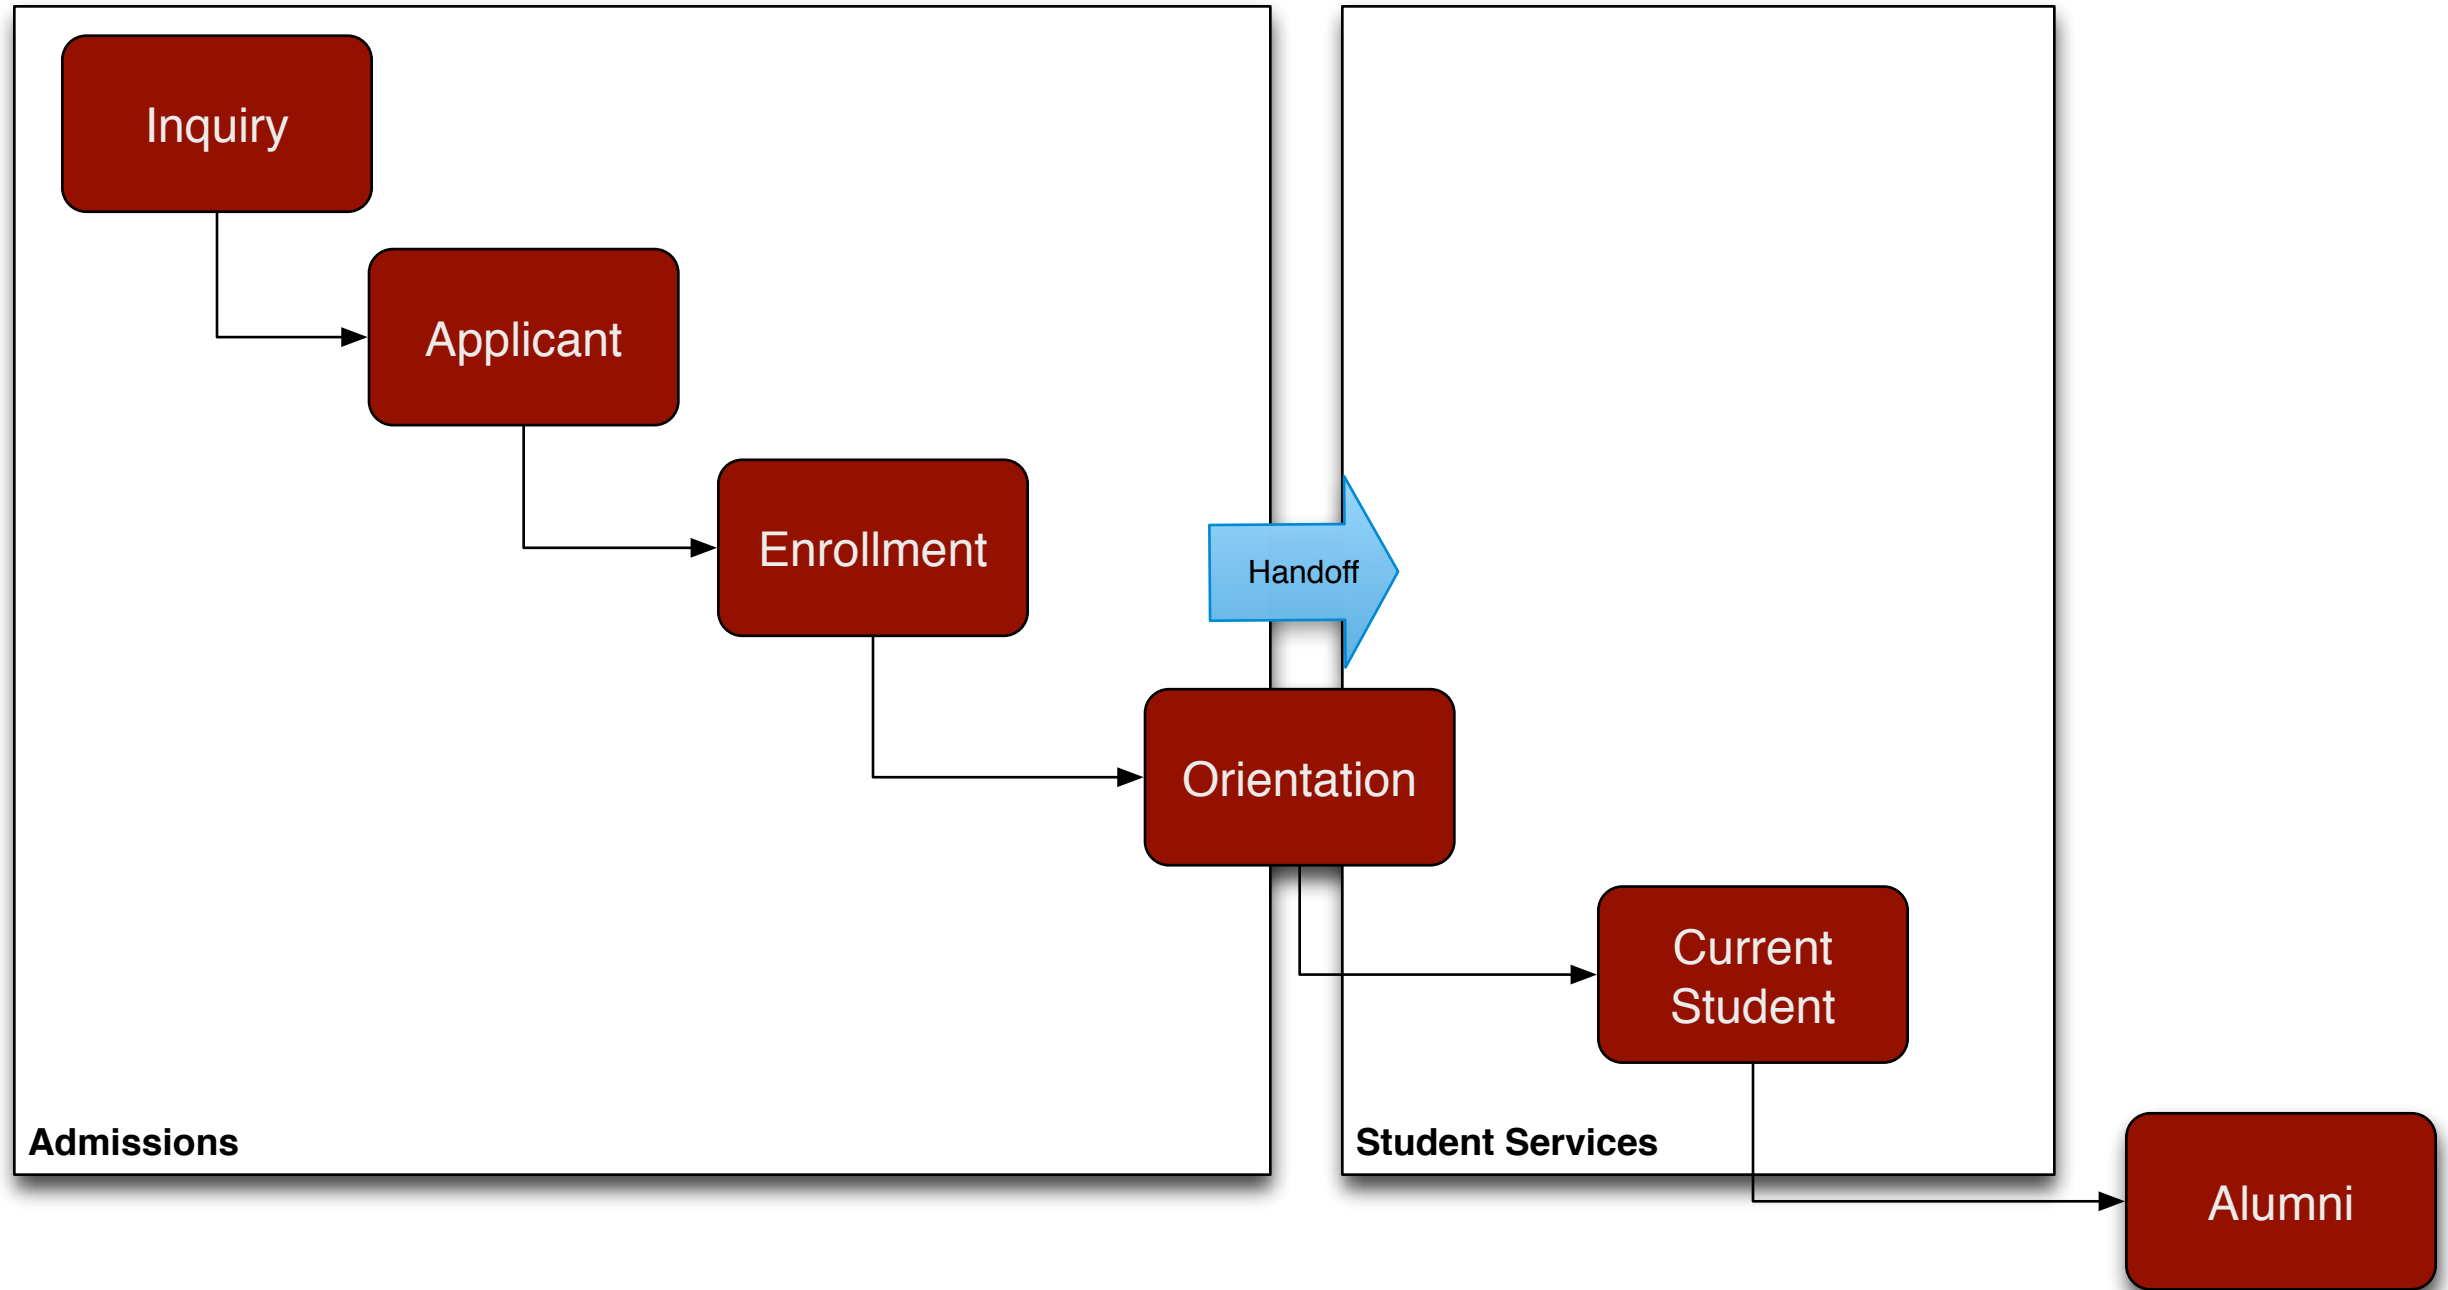 Inquiry
Applicant
Enrollment
Handoff
Orientation
Current
Student
Admissions
Student Services
Alumni